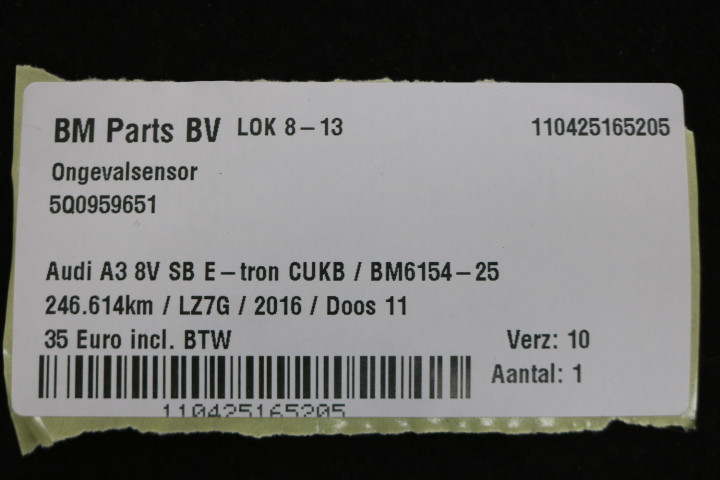 BM Parts BV LOK 8-13 110425165205
Ongevalsensor
5Q0959651
Audi A3 8V SB E-tron CUKB / BM6154-25
246.614km / LZ7G / 2016 / Doos 11
35 Euro incl. BTW Verz: 10
Aantal: 1
110425165205